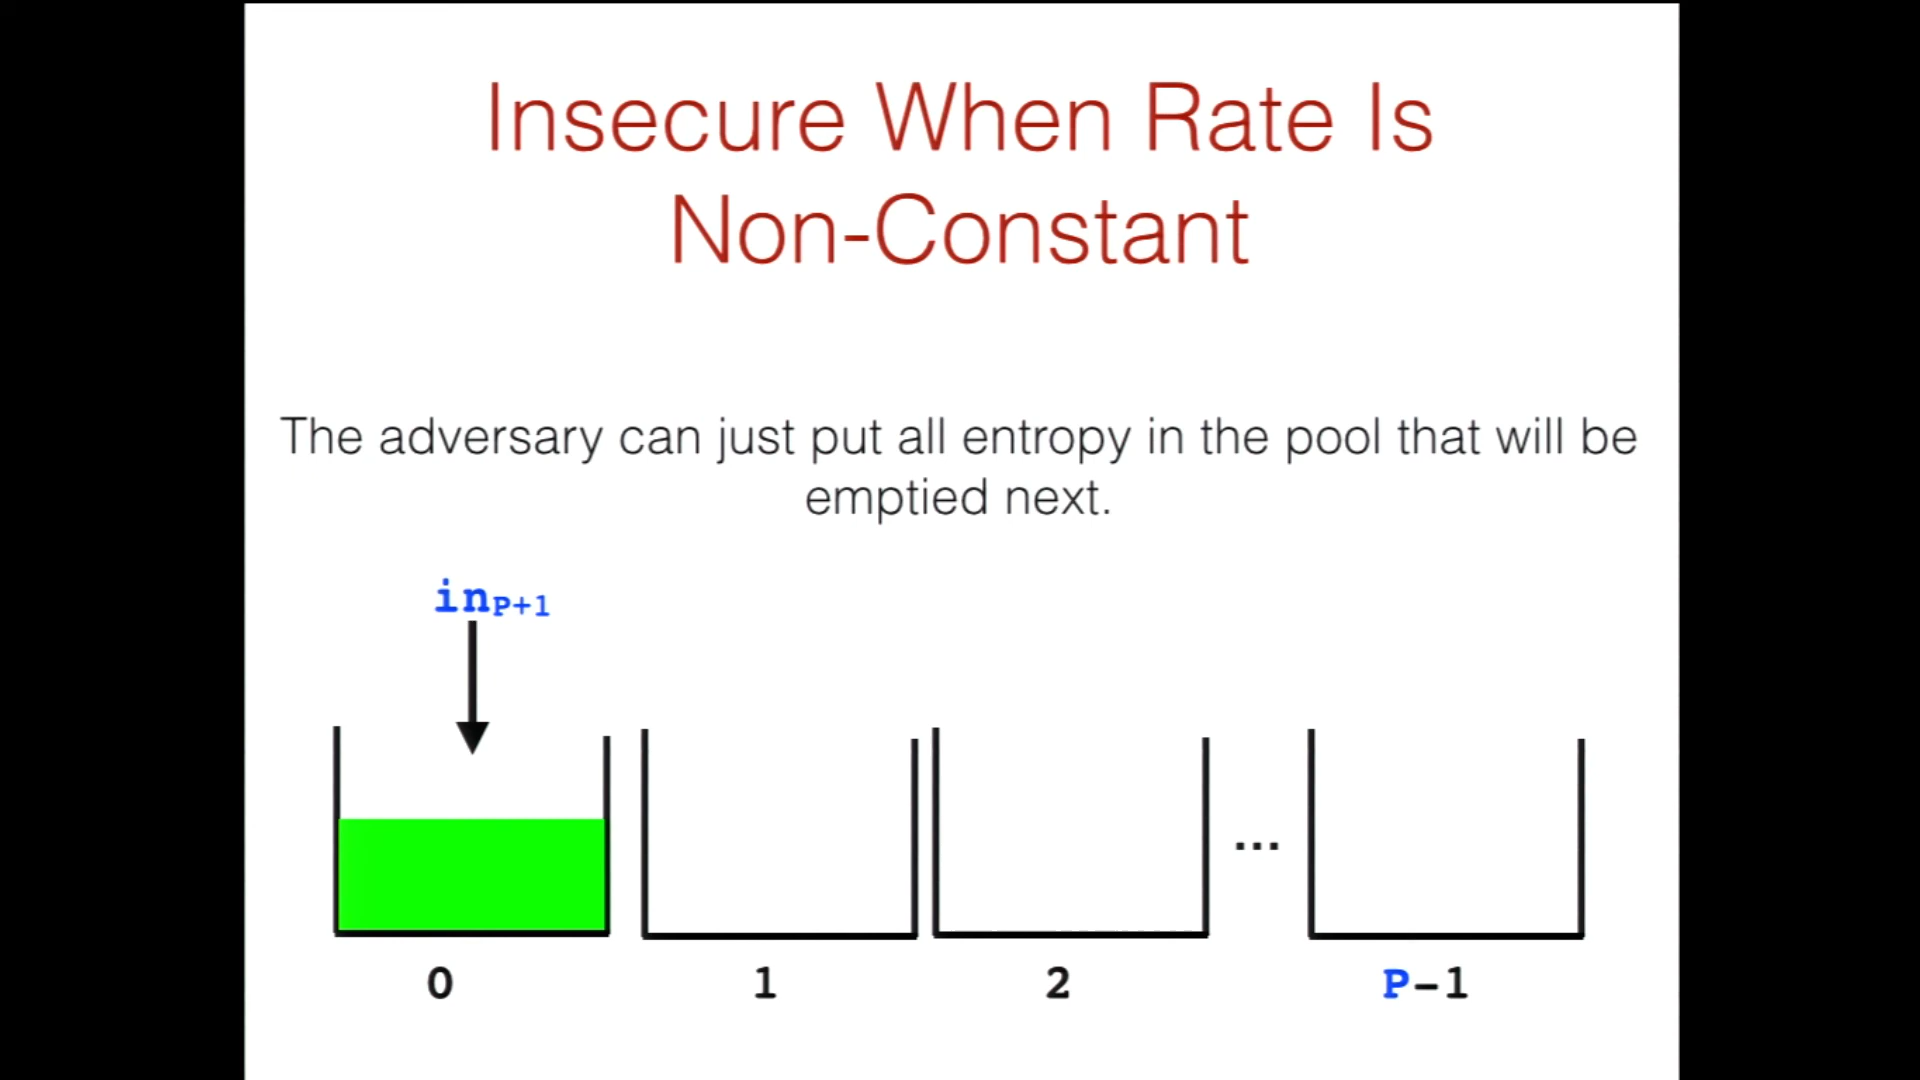 Insecure When Rate Is
Non-Constant
The adversary can just put all entropy in the pool that will be
emptied next.
inP+1
...
0 1 2 P-1